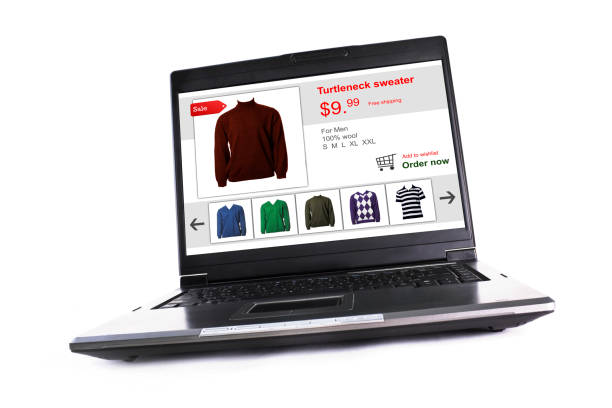 Sale
Turtleneck sweater
$9.99
Free shipping
For Men
100% wool
S M L XL XXL
Add to wishlist
Order now